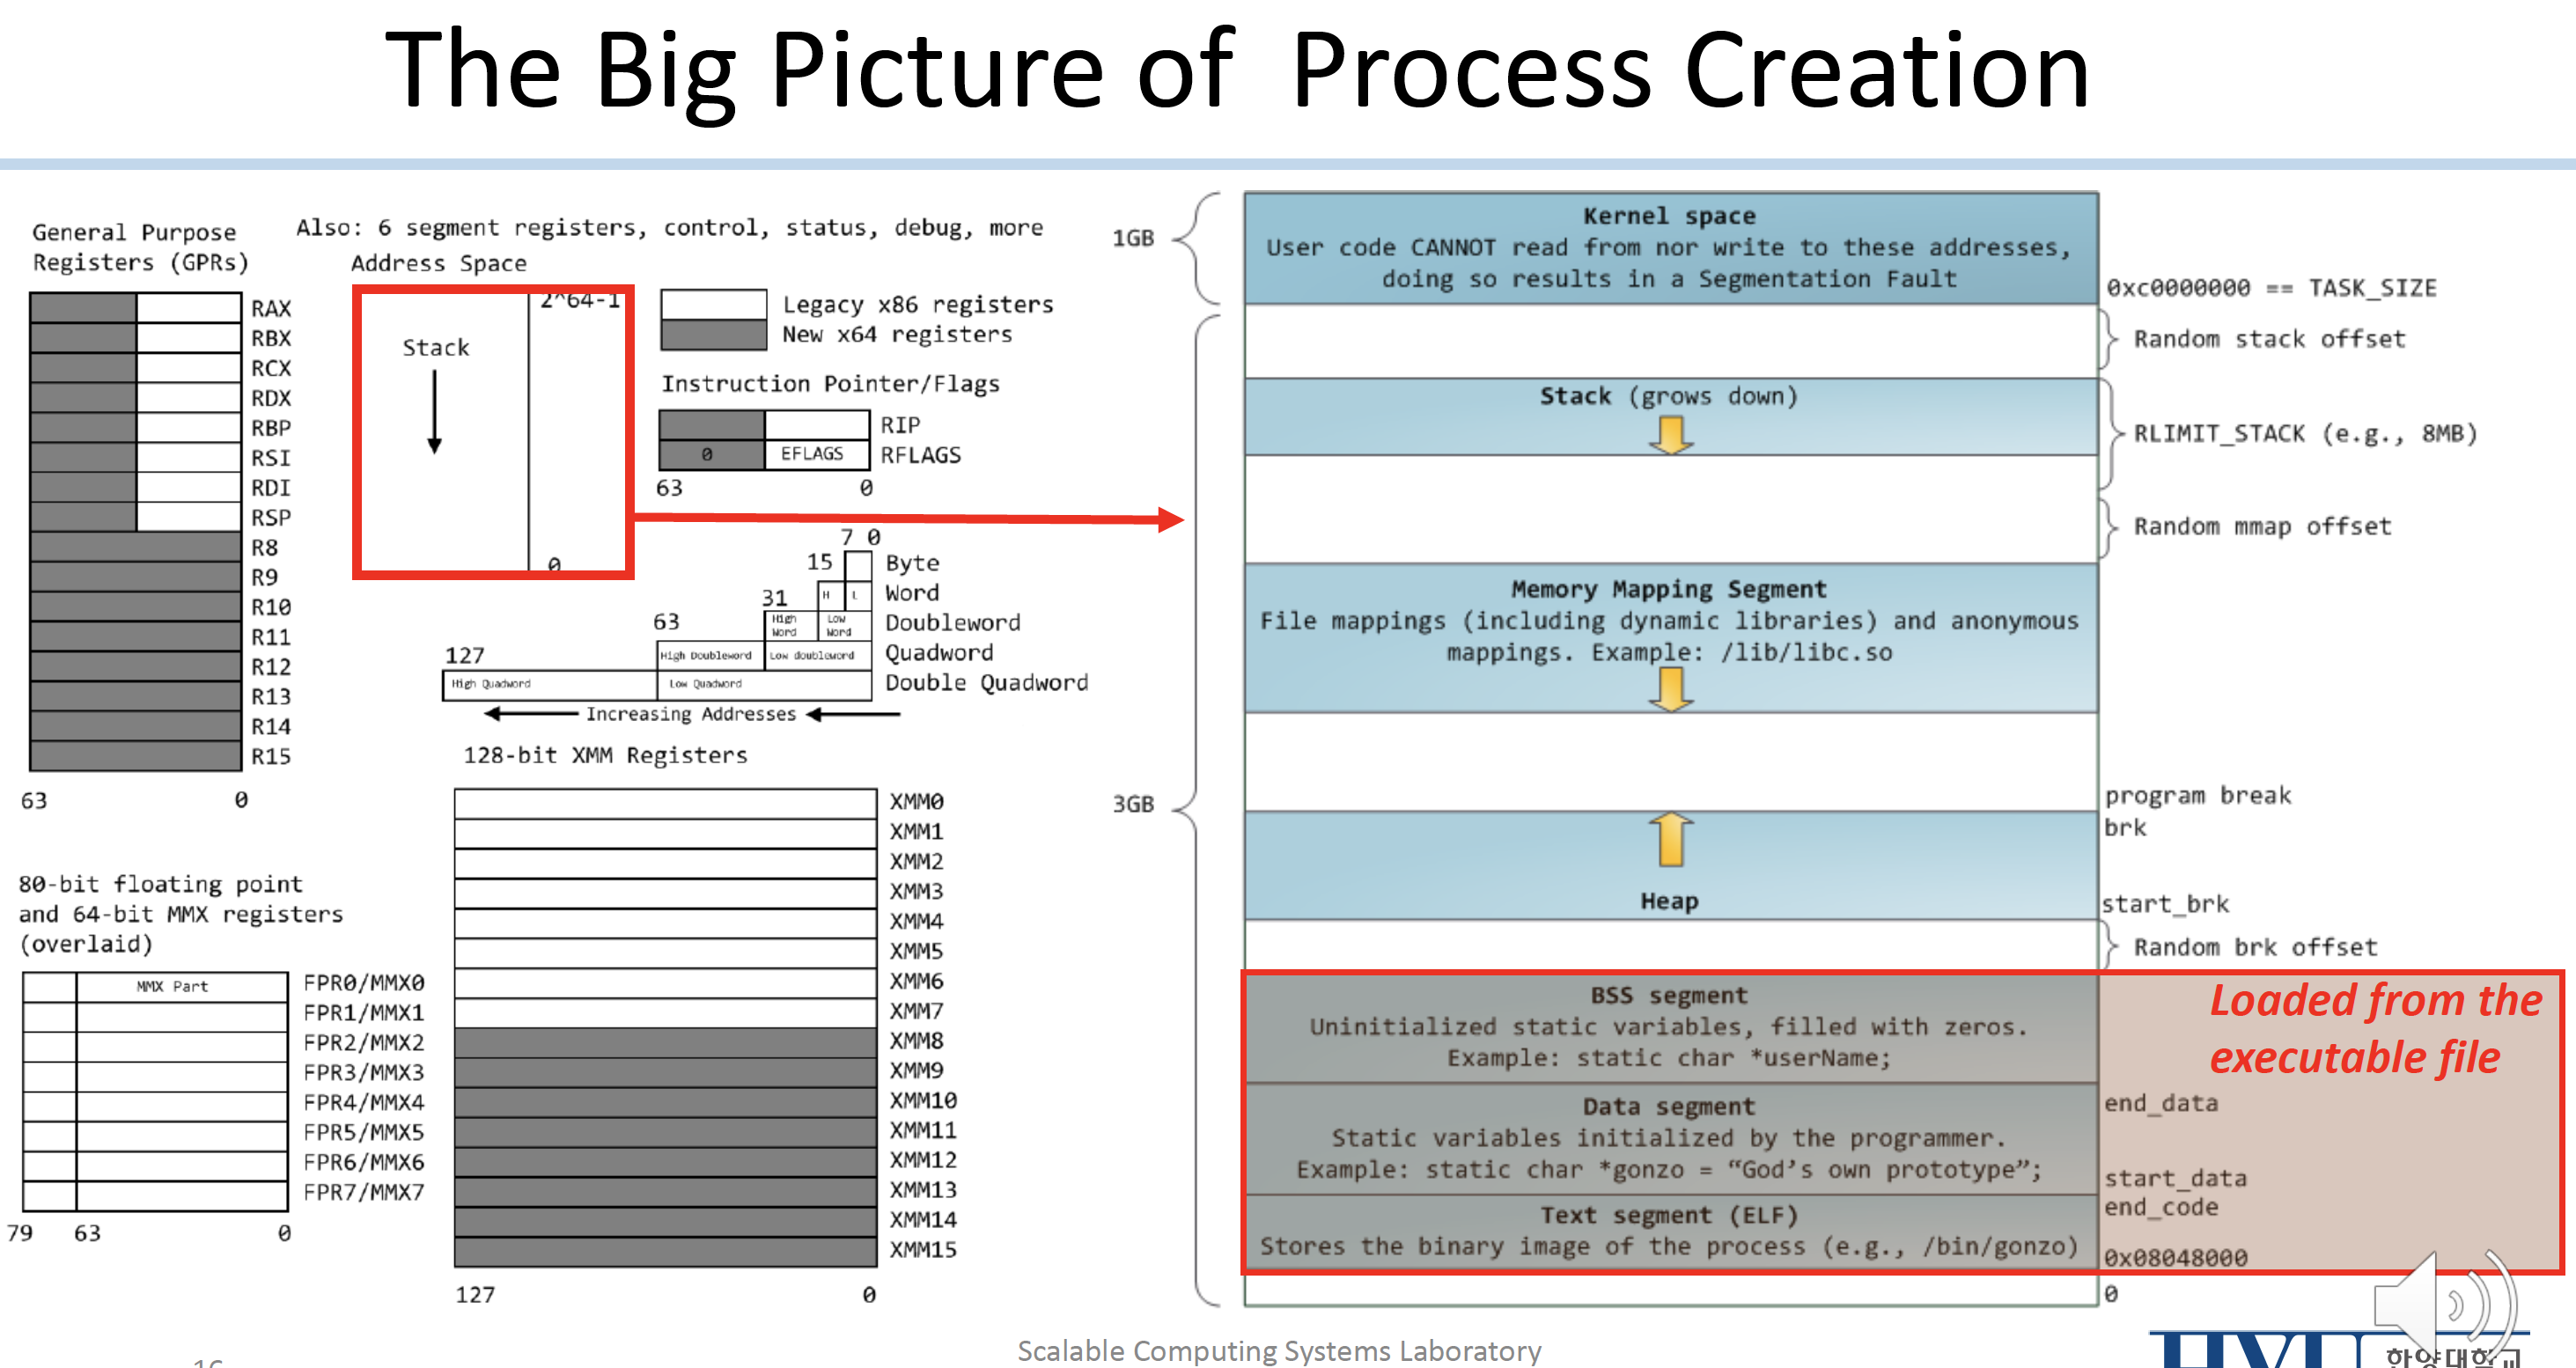 The Big Picture of Process Creation
General Purpose
Registers (GPRs)
RAX
RBX
RCX
RDX
RBP
RSI
RDI
RSP
R8
R9
R10
R11
R12
R13
R14
R15
63 0
Also: 6 segment registers, control, status, debug, more
Address Space
2^64-1
Stack
0
Legacy x86 registers
New x64 registers
Instruction Pointer/Flags
RIP
0 EFLAGS RFLAGS
63 0
7 0
15 Byte
H L Word
31
High Word Low Word Doubleword
63
High Doubleword Low doubleword Quadword
127
High Quadword Low Quadword Double Quadword
Increasing Addresses
128-bit XMM Registers
XMM0
XMM1
XMM2
XMM3
XMM4
XMM5
XMM6
XMM7
XMM8
XMM9
XMM10
XMM11
XMM12
XMM13
XMM14
XMM15
127 0
80-bit floating point
and 64-bit MMX registers
(overlaid)
MMX Part FPR0/MMX0
FPR1/MMX1
FPR2/MMX2
FPR3/MMX3
FPR4/MMX4
FPR5/MMX5
FPR6/MMX6
FPR7/MMX7
79 63 0
1GB
3GB
Kernel space
User code CANNOT read from nor write to these addresses,
doing so results in a Segmentation Fault
0xc0000000 == TASK_SIZE
Random stack offset
Stack (grows down)
RLIMIT_STACK (e.g., 8MB)
Random mmap offset
Memory Mapping Segment
File mappings (including dynamic libraries) and anonymous
mappings. Example: /lib/libc.so
program break
brk
Heap
start_brk
Random brk offset
BSS segment
Uninitialized static variables, filled with zeros.
Example: static char *userName;
Loaded from the
executable file
end_data
Data segment
Static variables initialized by the programmer.
Example: static char *gonzo = “God’s own prototype”;
start_data
end_code
Text segment (ELF)
Stores the binary image of the process (e.g., /bin/gonzo)
0x08048000
0
Scalable Computing Systems Laboratory
16
HYU
한양대학교